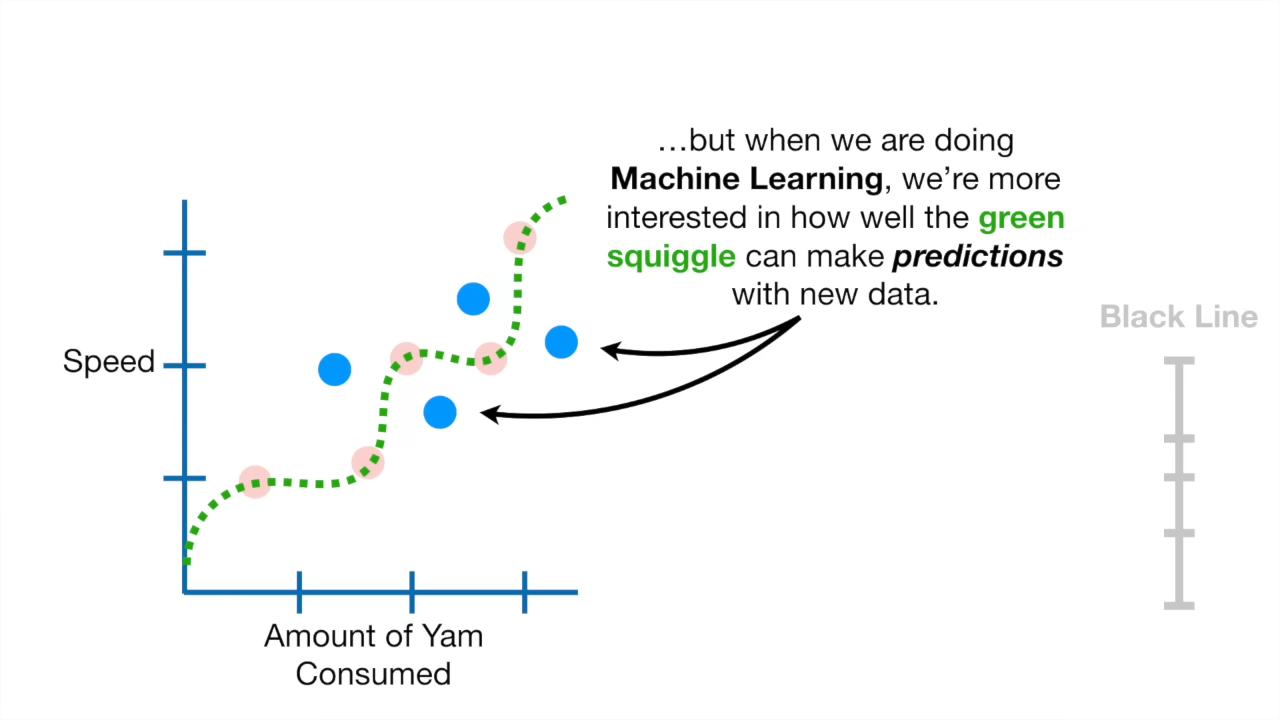 …but when we are doing
Machine Learning, we’re more
interested in how well the green
squiggle can make predictions
with new data.
Black Line
Speed
Amount of Yam
Consumed